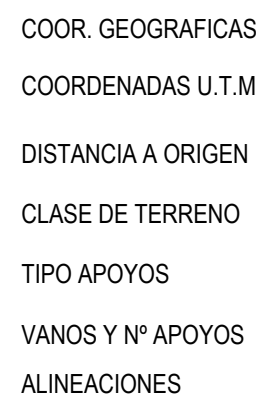 COOR. GEOGRAFICAS
COORDENADAS U.T.M
DISTANCIA A ORIGEN
CLASE DE TERRENO
TIPO APOYOS
VANOS Y Nº APOYOS
ALINEACIONES